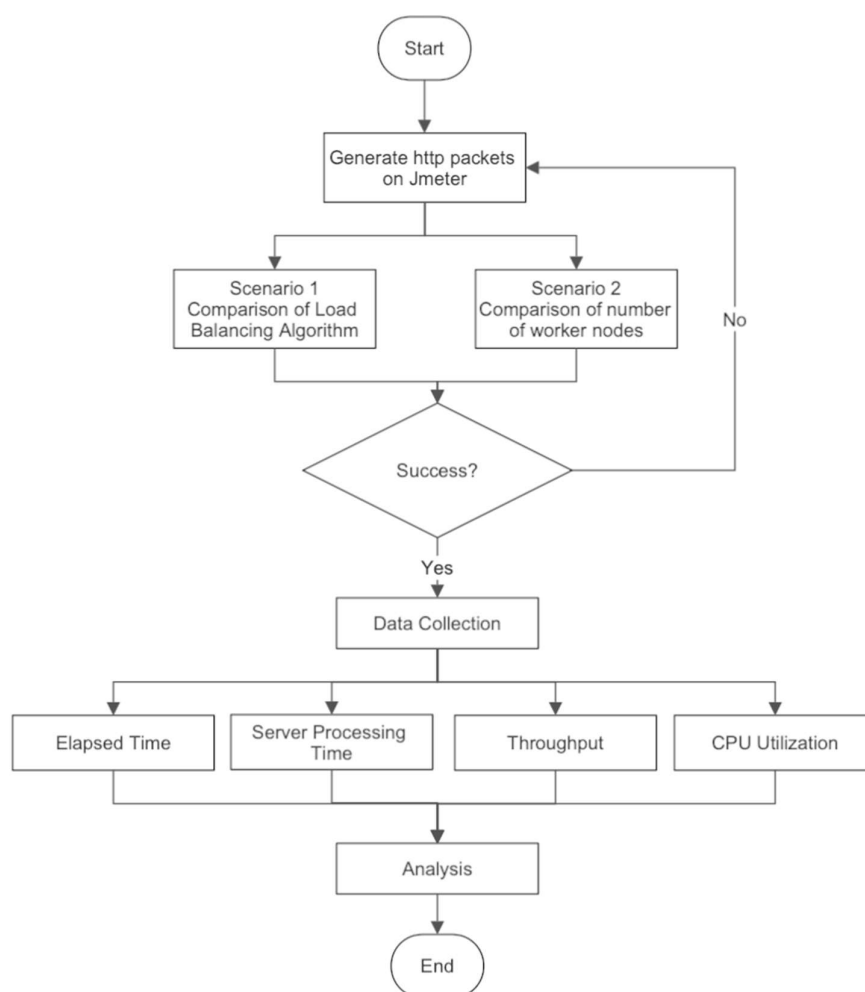 Start
Generate http packets
on Jmeter
Scenario 1
Comparison of Load
Balancing Algorithm
Scenario 2
Comparison of number
of worker nodes
No
Success?
Yes
Data Collection
Elapsed Time
Server Processing
Time
Throughput
CPU Utilization
Analysis
End